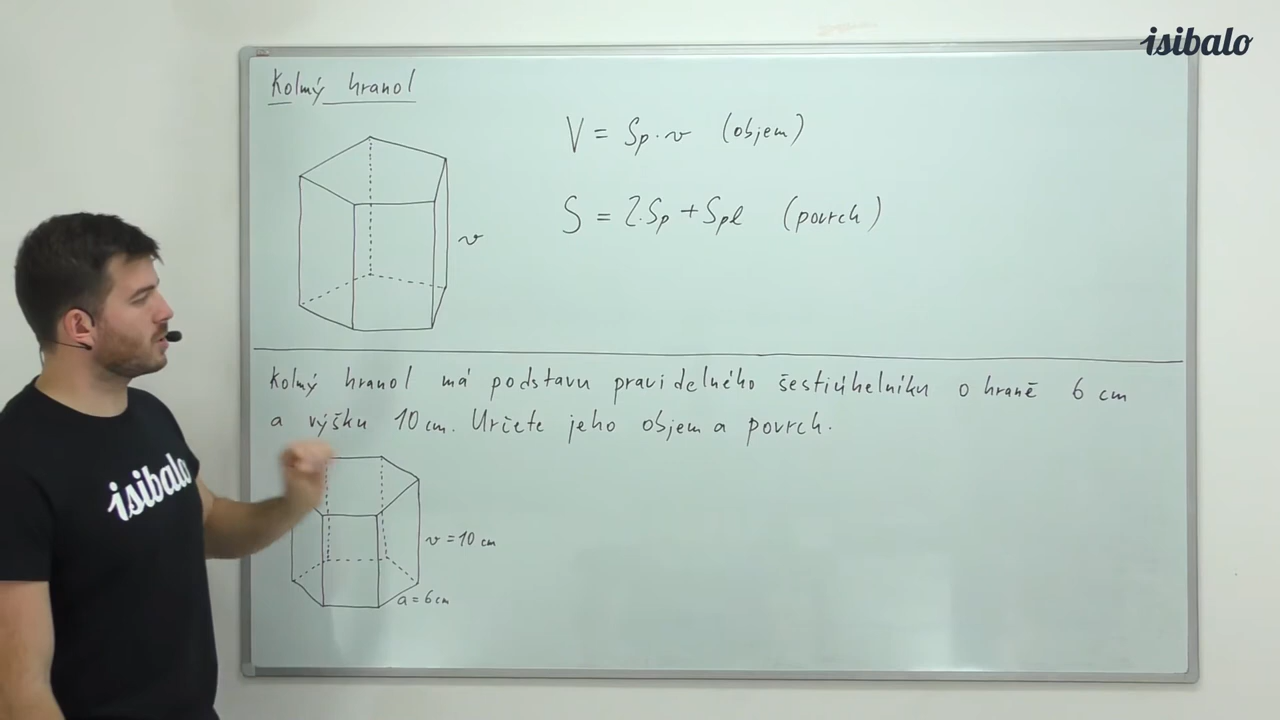 isibalo
Kolmý hranol
V = Sp.v (objem)
v
S = 2.Sp + Spl (povrch)
Kolmý hranol má podstavu pravidelného šestiúhelníku o hraně 6 cm
a výšku 10 cm. Určete jeho objem a povrch.
isibalo
v = 10 cm
a = 6 cm